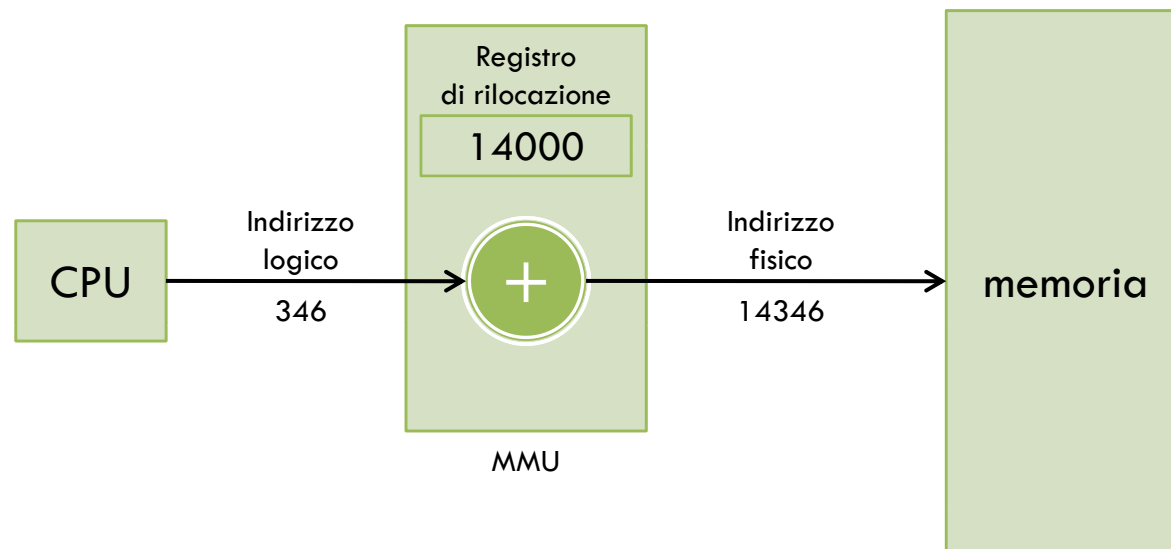 Registro
di rilocazione
14000
CPU
Indirizzo
logico
346
+
Indirizzo
fisico
14346
memoria
MMU